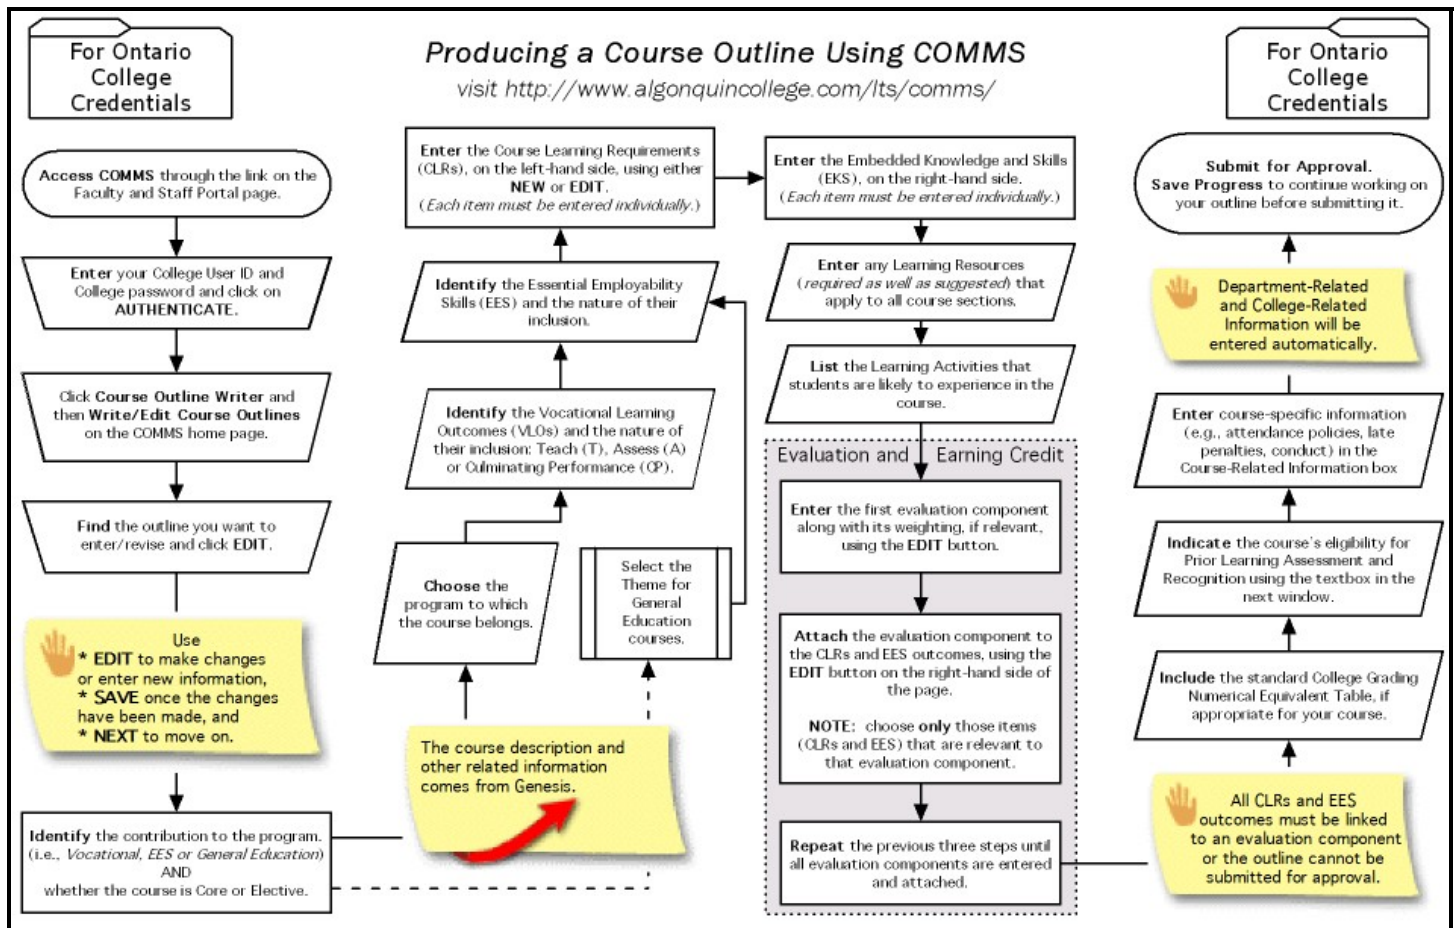 For Ontario
College
Credentials
Producing a Course Outline Using COMMS
visit http://www.algonquincollege.com/lts/comms/
For Ontario
College
Credentials
Access COMMS through the link on the
Faculty and Staff Portal page.
Enter your College User ID and
College password and click on
AUTHENTICATE.
Click Course Outline Writer and
then Write/Edit Course Outlines
on the COMMS home page.
Find the outline you want to
enter/revise and click EDIT.
Use
* EDIT to make changes
or enter new information,
* SAVE once the changes
have been made, and
* NEXT to move on.
Identify the contribution to the program.
(i.e., Vocational, EES or General Education)
AND
whether the course is Core or Elective.
The course description and
other related information
comes from Genesis.
Choose the
program to which
the course belongs.
Select the
Theme for
General
Education
courses.
Identify the Vocational Learning
Outcomes (VLOs) and the nature of
their inclusion: Teach (T), Assess (A)
or Culminating Performance (CP).
Identify the Essential Employability
Skills (EES) and the nature of their
inclusion.
Enter the Course Learning Requirements
(CLRs), on the left-hand side, using either
NEW or EDIT.
(Each item must be entered individually.)
Enter the Embedded Knowledge and Skills
(EKS), on the right-hand side.
(Each item must be entered individually.)
Enter any Learning Resources
(required as well as suggested) that
apply to all course sections.
List the Learning Activities that
students are likely to experience in the
course.
Evaluation and Earning Credit
Enter the first evaluation component
along with its weighting, if relevant,
using the EDIT button.
Attach the evaluation component to
the CLRs and EES outcomes, using the
EDIT button on the right-hand side of
the page.
NOTE: choose only those items
(CLRs and EES) that are relevant to
that evaluation component.
Repeat the previous three steps until
all evaluation components are entered
and attached.
All CLRs and EES
outcomes must be linked
to an evaluation component
or the outline cannot be
submitted for approval.
Include the standard College Grading
Numerical Equivalent Table, if
appropriate for your course.
Indicate the course's eligibility for
Prior Learning Assessment and
Recognition using the textbox in the
next window.
Enter course-specific information
(e.g., attendance policies, late
penalties, conduct) in the
Course-Related Information box
Department-Related
and College-Related
Information will be
entered automatically.
Submit for Approval.
Save Progress to continue working on
your outline before submitting it.